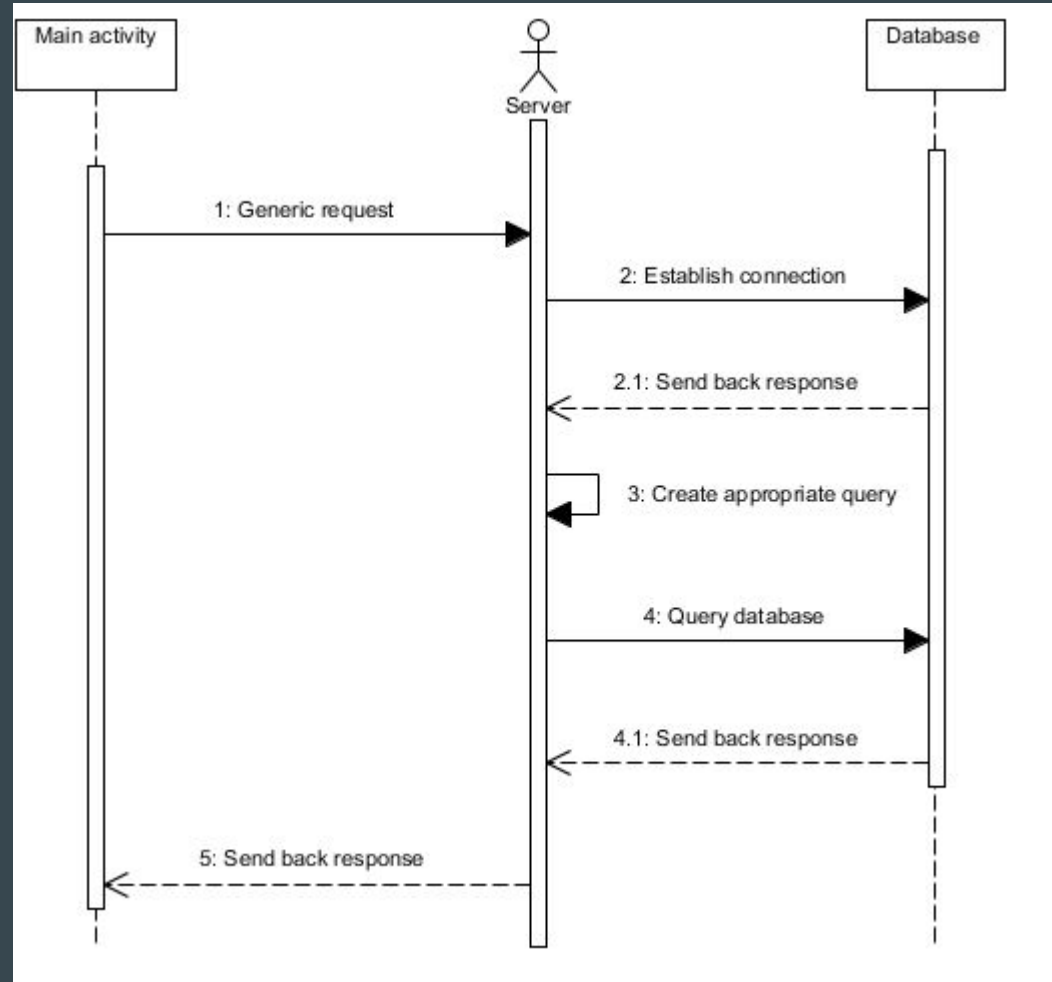 Main activity
Server
Database
1: Generic request
2: Establish connection
2.1: Send back response
3: Create appropriate query
4: Query database
4.1: Send back response
5: Send back response